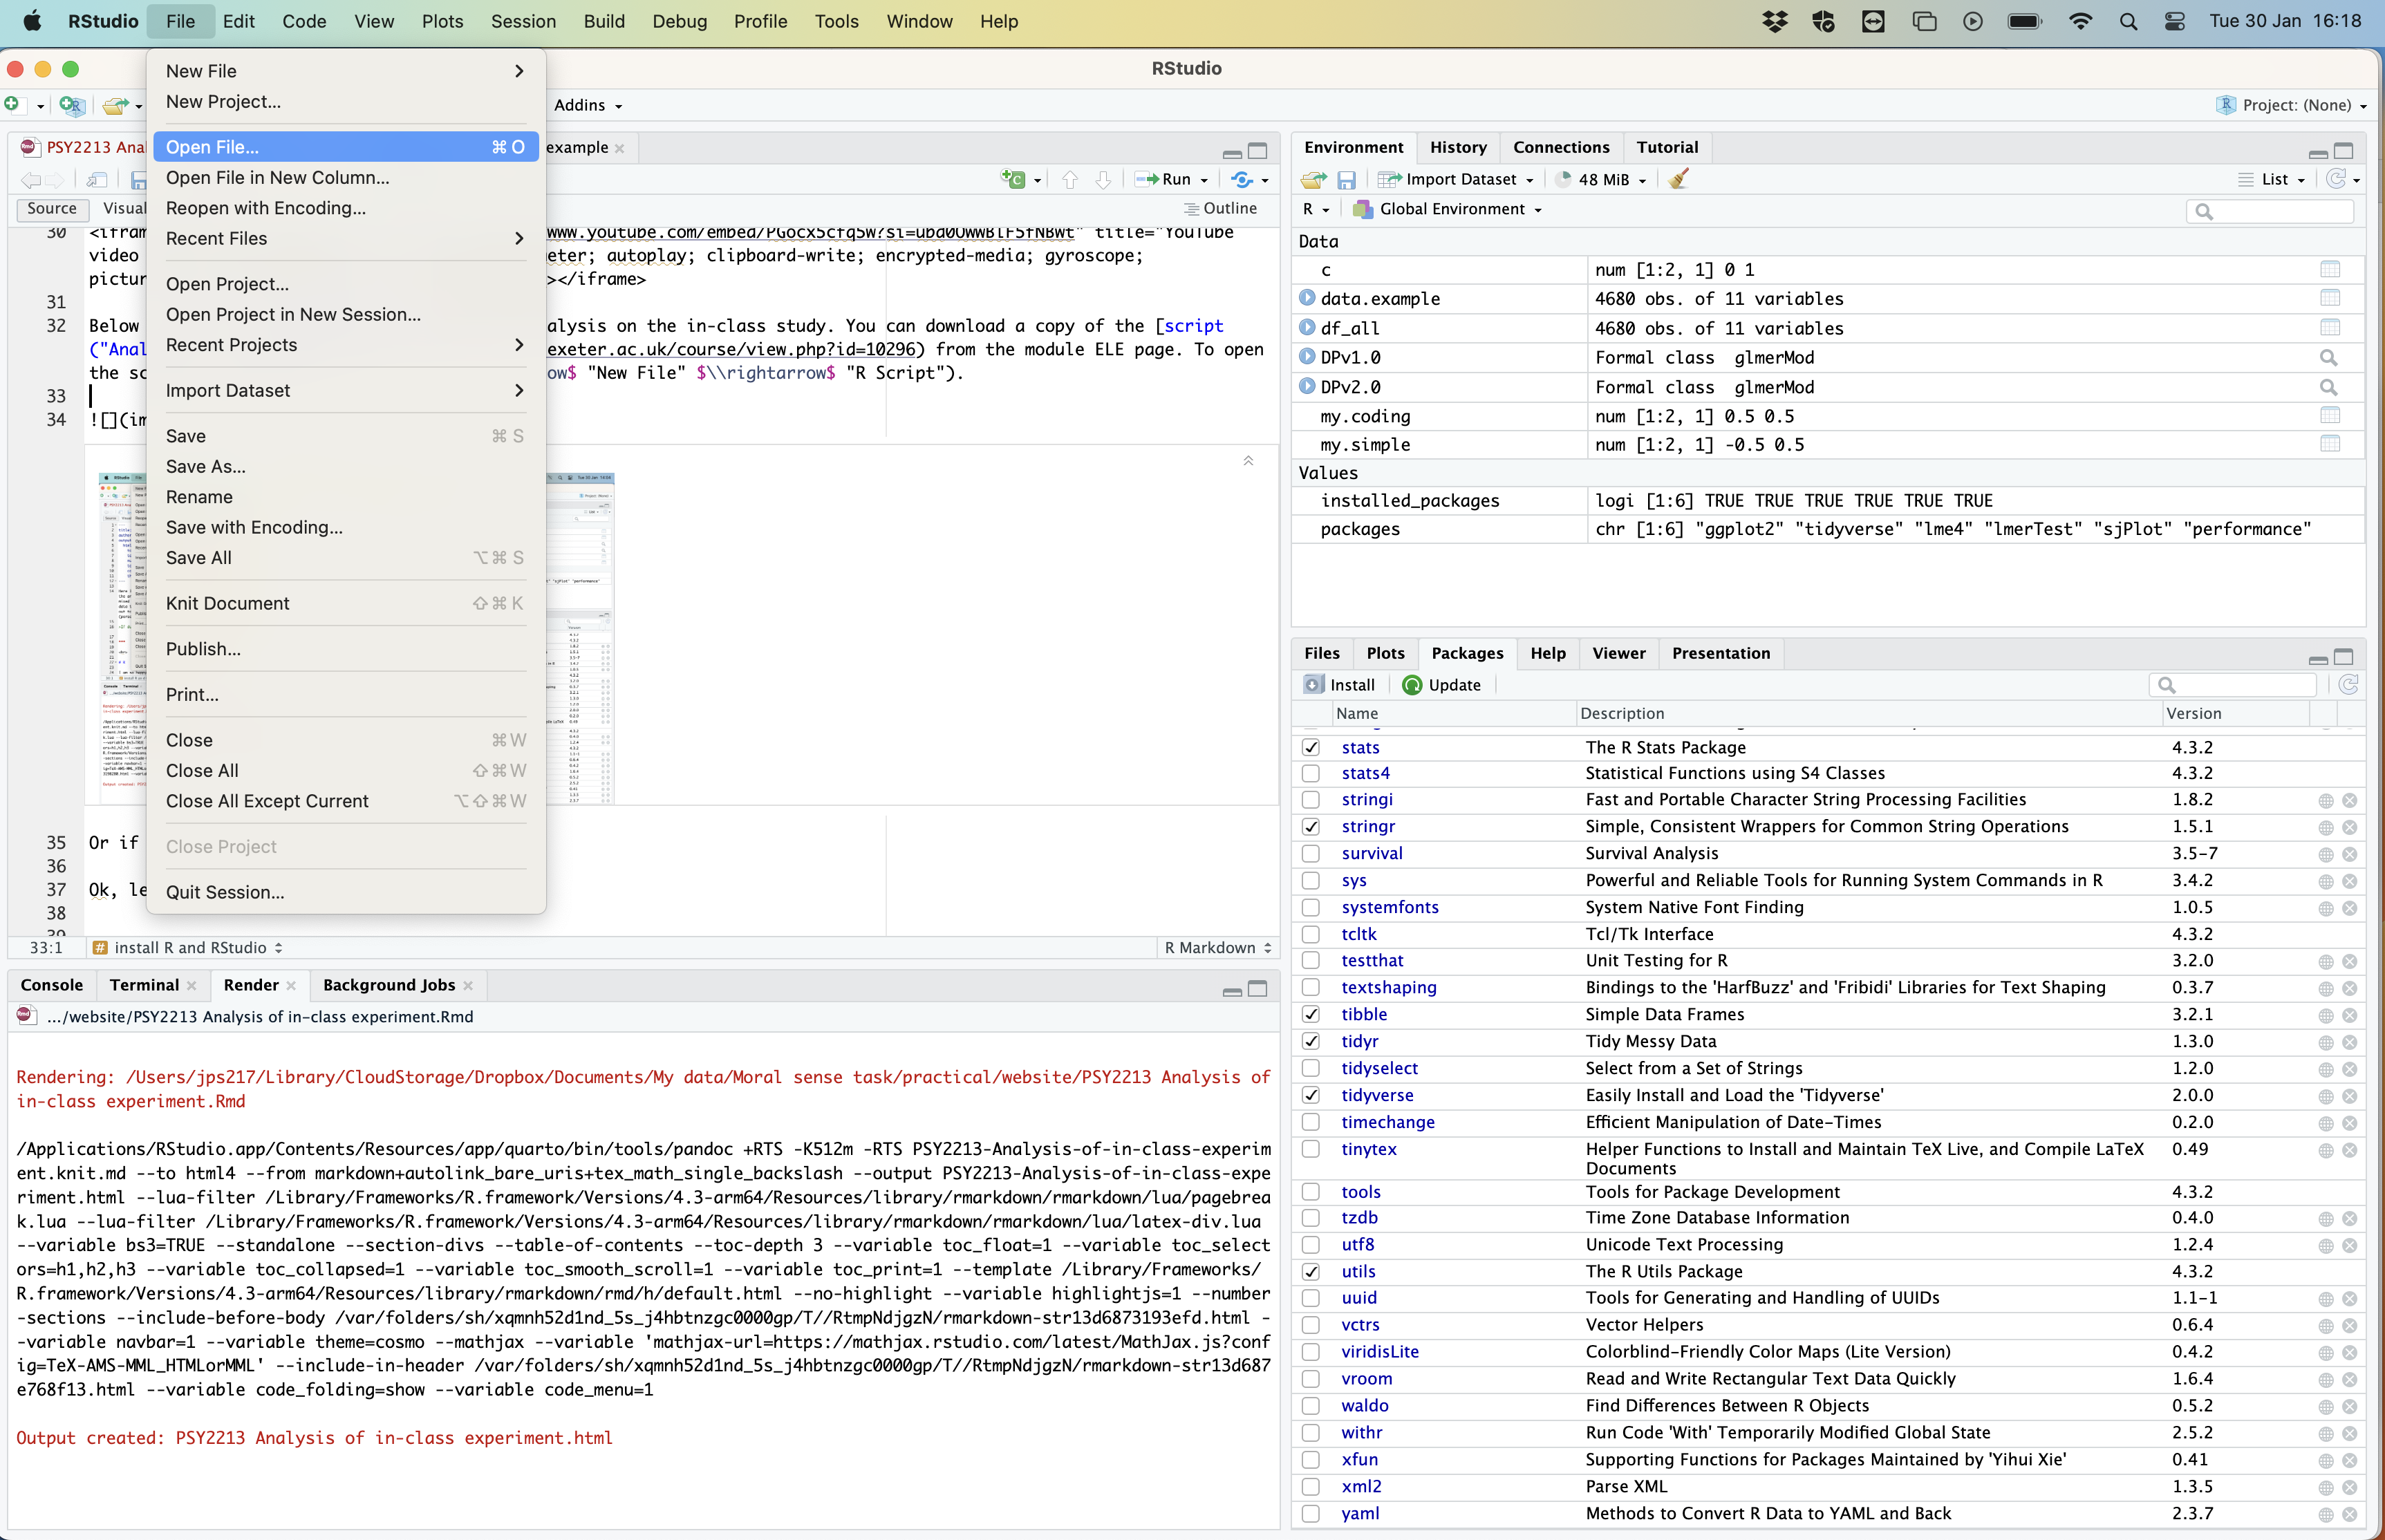 RStudio File Edit Code View Plots Session Build Debug Profile Tools Window Help Tue 30 Jan 16:18
RStudio
Addins
Project: (None)
New File
New Project...
Open File... ⌘ O
Open File in New Column...
Reopen with Encoding...
Recent Files
Open Project...
Open Project in New Session...
Recent Projects
Import Dataset
Save ⌘ S
Save As...
Rename
Save with Encoding...
Save All ⌥⌘ S
Knit Document ⇧⌘ K
Publish...
Print...
Close ⌘ W
Close All ⇧⌘ W
Close All Except Current ⌥⇧⌘ W
Close Project
Quit Session...
PSY2213 Anal
example
Run
Source Visual
Outline
30 <ifram
www.youtube.com/embed/PGocx5cfq5w?si=uba0OwwBlF5fNBWt" title="YouTube
video eter; autoplay; clipboard-write; encrypted-media; gyroscope;
pictur ></iframe>
31
32 Below alysis on the in-class study. You can download a copy of the [script
("Anal exeter.ac.uk/course/view.php?id=10296) from the module ELE page. To open
the sc ow$ "New File" $\\rightarrow$ "R Script").
33
34 ![](im
35 Or if
36
37 Ok, le
38
39
33:1 # install R and RStudio R Markdown
Console Terminal Render Background Jobs
.../website/PSY2213 Analysis of in-class experiment.Rmd
Rendering: /Users/jps217/Library/CloudStorage/Dropbox/Documents/My data/Moral sense task/practical/website/PSY2213 Analysis of
in-class experiment.Rmd
/Applications/RStudio.app/Contents/Resources/app/quarto/bin/tools/pandoc +RTS -K512m -RTS PSY2213-Analysis-of-in-class-experim
ent.knit.md --to html4 --from markdown+autolink_bare_uris+tex_math_single_backslash --output PSY2213-Analysis-of-in-class-expe
riment.html --lua-filter /Library/Frameworks/R.framework/Versions/4.3-arm64/Resources/library/rmarkdown/rmarkdown/lua/pagebrea
k.lua --lua-filter /Library/Frameworks/R.framework/Versions/4.3-arm64/Resources/library/rmarkdown/rmarkdown/lua/latex-div.lua
--variable bs3=TRUE --standalone --section-divs --table-of-contents --toc-depth 3 --variable toc_float=1 --variable toc_select
ors=h1,h2,h3 --variable toc_collapsed=1 --variable toc_smooth_scroll=1 --variable toc_print=1 --template /Library/Frameworks/
R.framework/Versions/4.3-arm64/Resources/library/rmarkdown/rmd/h/default.html --no-highlight --variable highlightjs=1 --number
-sections --include-before-body /var/folders/sh/xqmnh52d1nd_5s_j4hbtnzgc0000gp/T//RtmpNdjgzN/rmarkdown-str13d6873193efd.html -
-variable navbar=1 --variable theme=cosmo --mathjax --variable 'mathjax-url=https://mathjax.rstudio.com/latest/MathJax.js?conf
ig=TeX-AMS-MML_HTMLorMML' --include-in-header /var/folders/sh/xqmnh52d1nd_5s_j4hbtnzgc0000gp/T//RtmpNdjgzN/rmarkdown-str13d687
e768f13.html --variable code_folding=show --variable code_menu=1
Output created: PSY2213 Analysis of in-class experiment.html
Environment History Connections Tutorial
Import Dataset 48 MiB List
R Global Environment
Data
c num [1:2, 1] 0 1
data.example 4680 obs. of 11 variables
df_all 4680 obs. of 11 variables
DPv1.0 Formal class glmerMod
DPv2.0 Formal class glmerMod
my.coding num [1:2, 1] 0.5 0.5
my.simple num [1:2, 1] -0.5 0.5
Values
installed_packages logi [1:6] TRUE TRUE TRUE TRUE TRUE TRUE
packages chr [1:6] "ggplot2" "tidyverse" "lme4" "lmerTest" "sjPlot" "performance"
Files Plots Packages Help Viewer Presentation
Install Update
Name Description Version
stats The R Stats Package 4.3.2
stats4 Statistical Functions using S4 Classes 4.3.2
stringi Fast and Portable Character String Processing Facilities 1.8.2
stringr Simple, Consistent Wrappers for Common String Operations 1.5.1
survival Survival Analysis 3.5-7
sys Powerful and Reliable Tools for Running System Commands in R 3.4.2
systemfonts System Native Font Finding 1.0.5
tcltk Tcl/Tk Interface 4.3.2
testthat Unit Testing for R 3.2.0
textshaping Bindings to the 'HarfBuzz' and 'Fribidi' Libraries for Text Shaping 0.3.7
tibble Simple Data Frames 3.2.1
tidyr Tidy Messy Data 1.3.0
tidyselect Select from a Set of Strings 1.2.0
tidyverse Easily Install and Load the 'Tidyverse' 2.0.0
timechange Efficient Manipulation of Date-Times 0.2.0
tinytex Helper Functions to Install and Maintain TeX Live, and Compile LaTeX 0.49
Documents
tools Tools for Package Development 4.3.2
tzdb Time Zone Database Information 0.4.0
utf8 Unicode Text Processing 1.2.4
utils The R Utils Package 4.3.2
uuid Tools for Generating and Handling of UUIDs 1.1-1
vctrs Vector Helpers 0.6.4
viridisLite Colorblind-Friendly Color Maps (Lite Version) 0.4.2
vroom Read and Write Rectangular Text Data Quickly 1.6.4
waldo Find Differences Between R Objects 0.5.2
withr Run Code 'With' Temporarily Modified Global State 2.5.2
xfun Supporting Functions for Packages Maintained by 'Yihui Xie' 0.41
xml2 Parse XML 1.3.5
yaml Methods to Convert R Data to YAML and Back 2.3.7